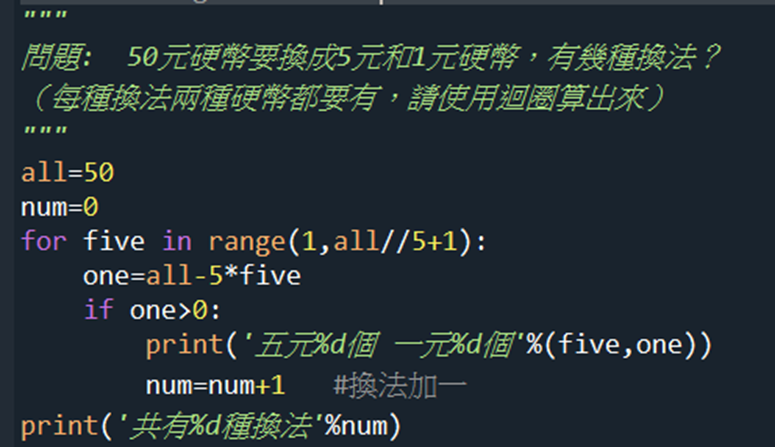 """
問題:  50元硬幣要換成5元和1元硬幣，有幾種換法？
（每種換法兩種硬幣都要有，請使用迴圈算出來）
"""
all=50
num=0
for five in range(1,all//5+1):
    one=all-5*five
    if one>0:
        print('五元%d個 一元%d個'%(five,one))
        num=num+1   #換法加一
print('共有%d種換法'%num)